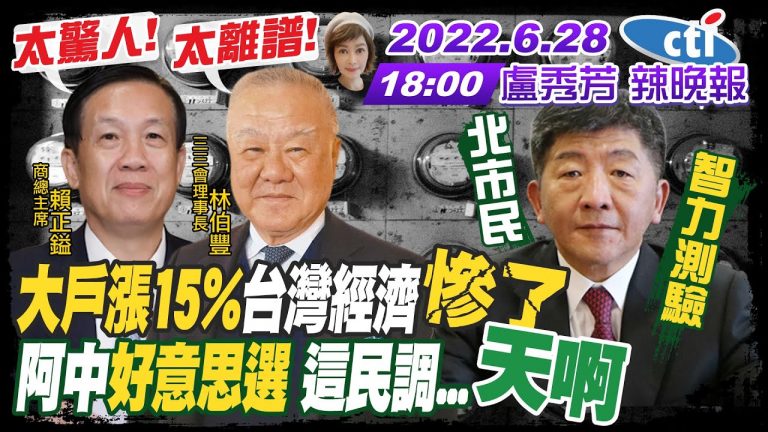 太驚人! 太離譜!
2022.6.28
cti
18:00 盧秀芳 辣晚報
商總主席 賴正鎰
三三會理事長 林伯豐
北市民
智力測驗
大戶漲15%台灣經濟慘了
阿中好意思選 這民調...天啊